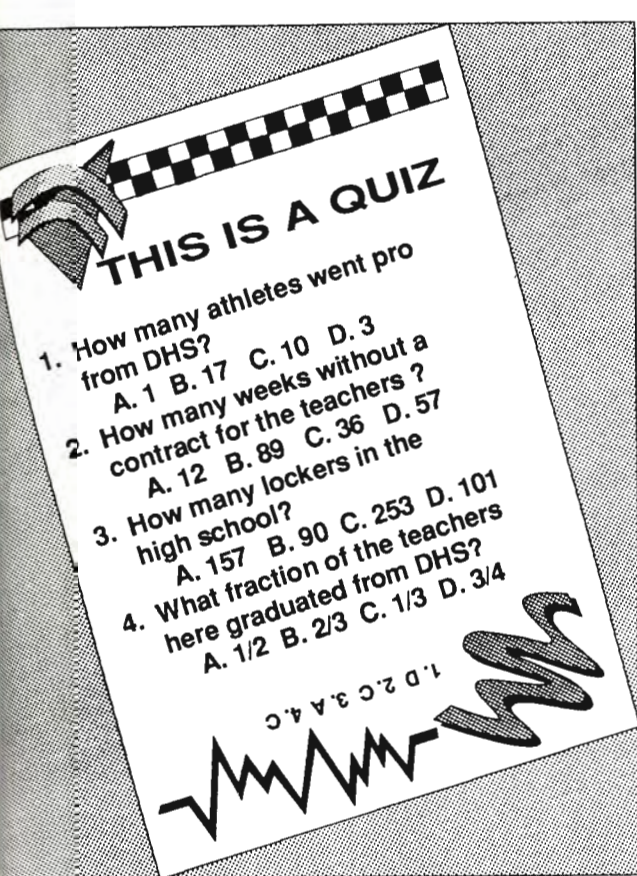 THIS IS A QUIZ
1. How many athletes went pro
from DHS?
A. 1 B. 17 C. 10 D. 3
2. How many weeks without a
contract for the teachers ?
A. 12 B. 89 C. 36 D. 57
3. How many lockers in the
high school?
A. 157 B. 90 C. 253 D. 101
4. What fraction of the teachers
here graduated from DHS?
A. 1/2 B. 2/3 C. 1/3 D. 3/4
1. D 2. C 3. A 4. C